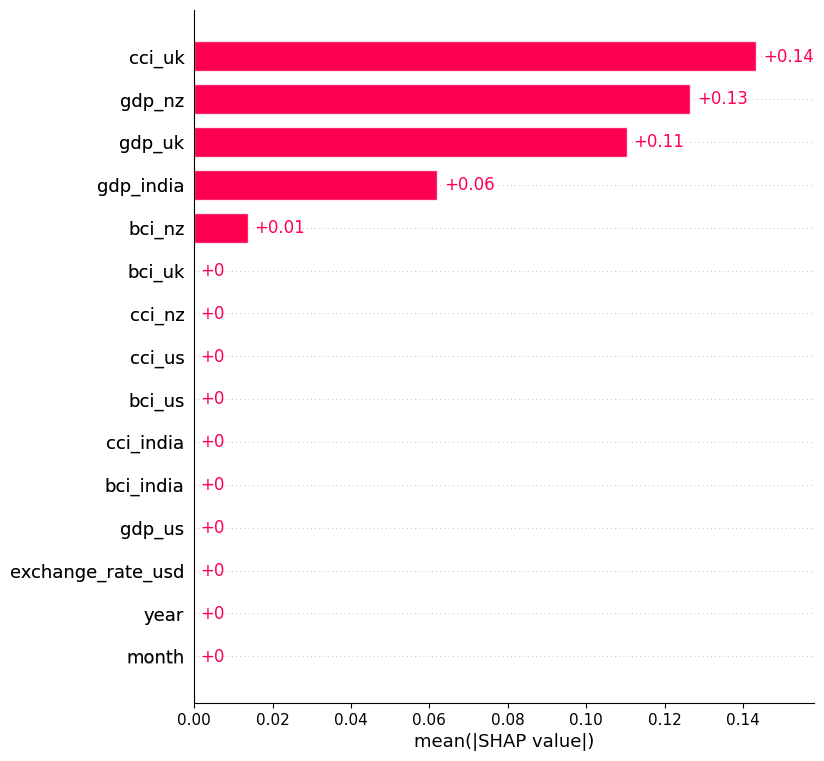 cci_uk +0.14
gdp_nz +0.13
gdp_uk +0.11
gdp_india +0.06
bci_nz +0.01
bci_uk +0
cci_nz +0
cci_us +0
bci_us +0
cci_india +0
bci_india +0
gdp_us +0
exchange_rate_usd +0
year +0
month +0
0.00 0.02 0.04 0.06 0.08 0.10 0.12 0.14
mean(|SHAP value|)